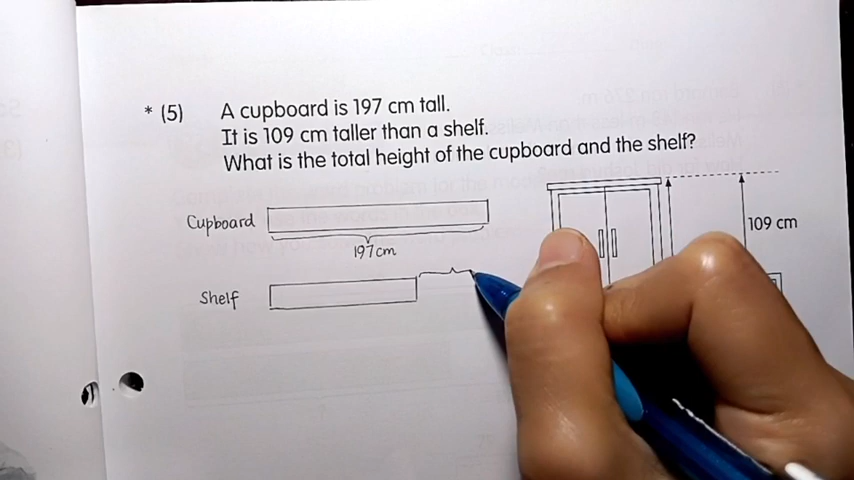 * (5) A cupboard is 197 cm tall.
It is 109 cm taller than a shelf.
What is the total height of the cupboard and the shelf?
Cupboard
197cm
109 cm
Shelf